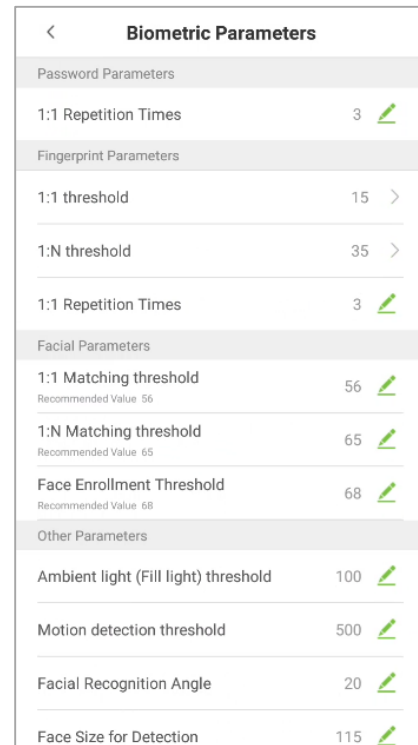 Biometric Parameters
Password Parameters
1:1 Repetition Times 3
Fingerprint Parameters
1:1 threshold 15
1:N threshold 35
1:1 Repetition Times 3
Facial Parameters
1:1 Matching threshold 56
Recommended Value 56
1:N Matching threshold 65
Recommended Value 65
Face Enrollment Threshold 68
Recommended Value 68
Other Parameters
Ambient light (Fill light) threshold 100
Motion detection threshold 500
Facial Recognition Angle 20
Face Size for Detection 115